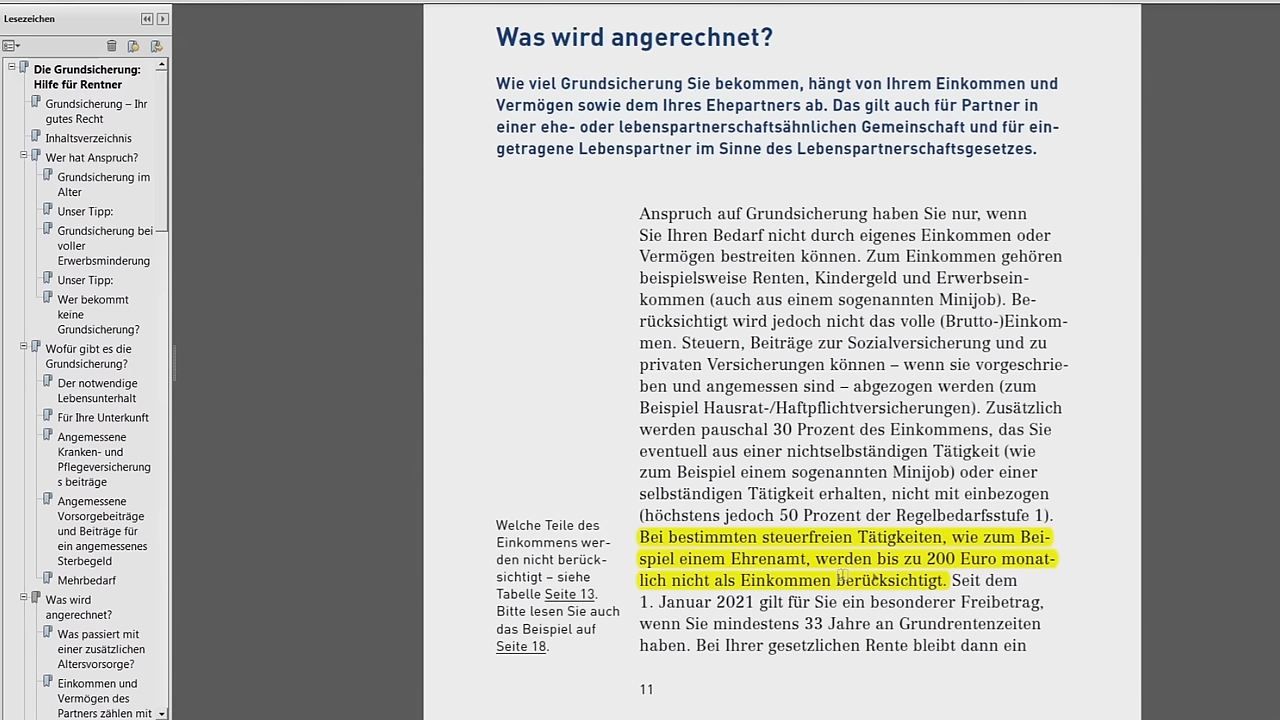 Lesezeichen
Die Grundsicherung:
Hilfe für Rentner
Grundsicherung – Ihr
gutes Recht
Inhaltsverzeichnis
Wer hat Anspruch?
Grundsicherung im
Alter
Unser Tipp:
Grundsicherung bei
voller
Erwerbsminderung
Unser Tipp:
Wer bekommt
keine
Grundsicherung?
Wofür gibt es die
Grundsicherung?
Der notwendige
Lebensunterhalt
Für Ihre Unterkunft
Angemessene
Kranken- und
Pflegeversicherung
s beiträge
Angemessene
Vorsorgebeiträge
und Beiträge für
ein angemessenes
Sterbegeld
Mehrbedarf
Was wird
angerechnet?
Was passiert mit
einer zusätzlichen
Altersvorsorge?
Einkommen und
Vermögen des
Partners zählen mit
Was wird angerechnet?
Wie viel Grundsicherung Sie bekommen, hängt von Ihrem Einkommen und
Vermögen sowie dem Ihres Ehepartners ab. Das gilt auch für Partner in
einer ehe- oder lebenspartnerschaftsähnlichen Gemeinschaft und für ein-
getragene Lebenspartner im Sinne des Lebenspartnerschaftsgesetzes.
Anspruch auf Grundsicherung haben Sie nur, wenn
Sie Ihren Bedarf nicht durch eigenes Einkommen oder
Vermögen bestreiten können. Zum Einkommen gehören
beispielsweise Renten, Kindergeld und Erwerbsein-
kommen (auch aus einem sogenannten Minijob). Be-
rücksichtigt wird jedoch nicht das volle (Brutto-)Einkom-
men. Steuern, Beiträge zur Sozialversicherung und zu
privaten Versicherungen können – wenn sie vorgeschrie-
ben und angemessen sind – abgezogen werden (zum
Beispiel Hausrat-/Haftpflichtversicherungen). Zusätzlich
werden pauschal 30 Prozent des Einkommens, das Sie
eventuell aus einer nichtselbständigen Tätigkeit (wie
zum Beispiel einem sogenannten Minijob) oder einer
selbständigen Tätigkeit erhalten, nicht mit einbezogen
(höchstens jedoch 50 Prozent der Regelbedarfsstufe 1).
Bei bestimmten steuerfreien Tätigkeiten, wie zum Bei-
spiel einem Ehrenamt, werden bis zu 200 Euro monat-
lich nicht als Einkommen berücksichtigt. Seit dem
1. Januar 2021 gilt für Sie ein besonderer Freibetrag,
wenn Sie mindestens 33 Jahre an Grundrentenzeiten
haben. Bei Ihrer gesetzlichen Rente bleibt dann ein
Welche Teile des
Einkommens wer-
den nicht berück-
sichtigt – siehe
Tabelle Seite 13.
Bitte lesen Sie auch
das Beispiel auf
Seite 18.
11